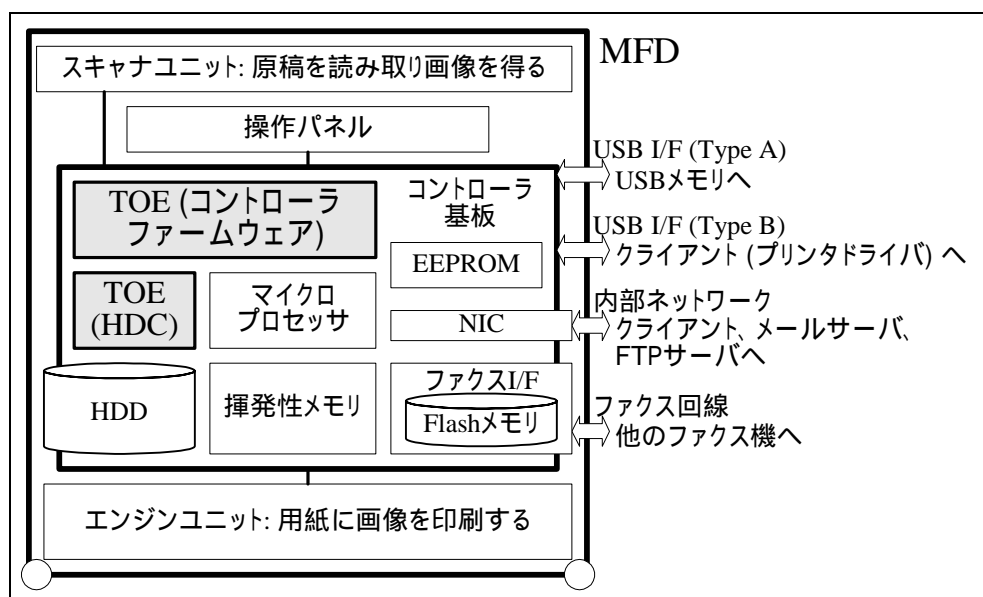 MFD
スキャナユニット: 原稿を読み取り画像を得る
操作パネル
TOE (コントローラ
ファームウェア)
コントローラ
基板
EEPROM
TOE
(HDC)
マイクロ
プロセッサ
NIC
HDD
揮発性メモリ
ファクスI/F
Flashメモリ
エンジンユニット: 用紙に画像を印刷する
USB I/F (Type A)
USBメモリへ
USB I/F (Type B)
クライアント (プリンタドライバ) へ
内部ネットワーク
クライアント、メールサーバ、
FTPサーバへ
ファクス回線
他のファクス機へ